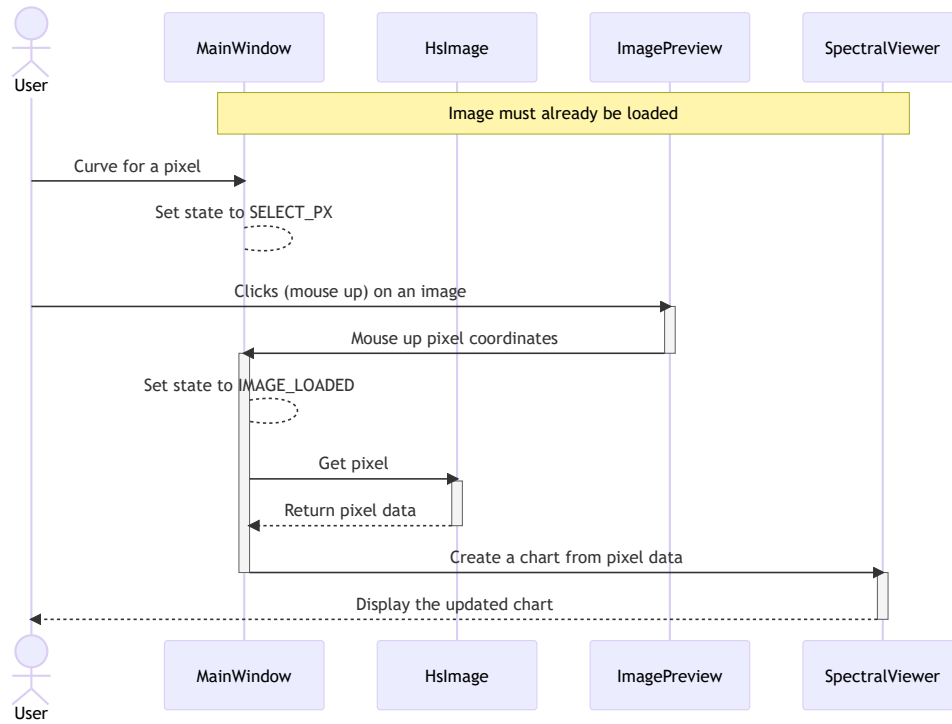 MainWindow
HsImage
ImagePreview
SpectralViewer
User
Image must already be loaded
Curve for a pixel
Set state to SELECT_PX
Clicks (mouse up) on an image
Mouse up pixel coordinates
Set state to IMAGE_LOADED
Get pixel
Return pixel data
Create a chart from pixel data
Display the updated chart
MainWindow
HsImage
ImagePreview
SpectralViewer
User